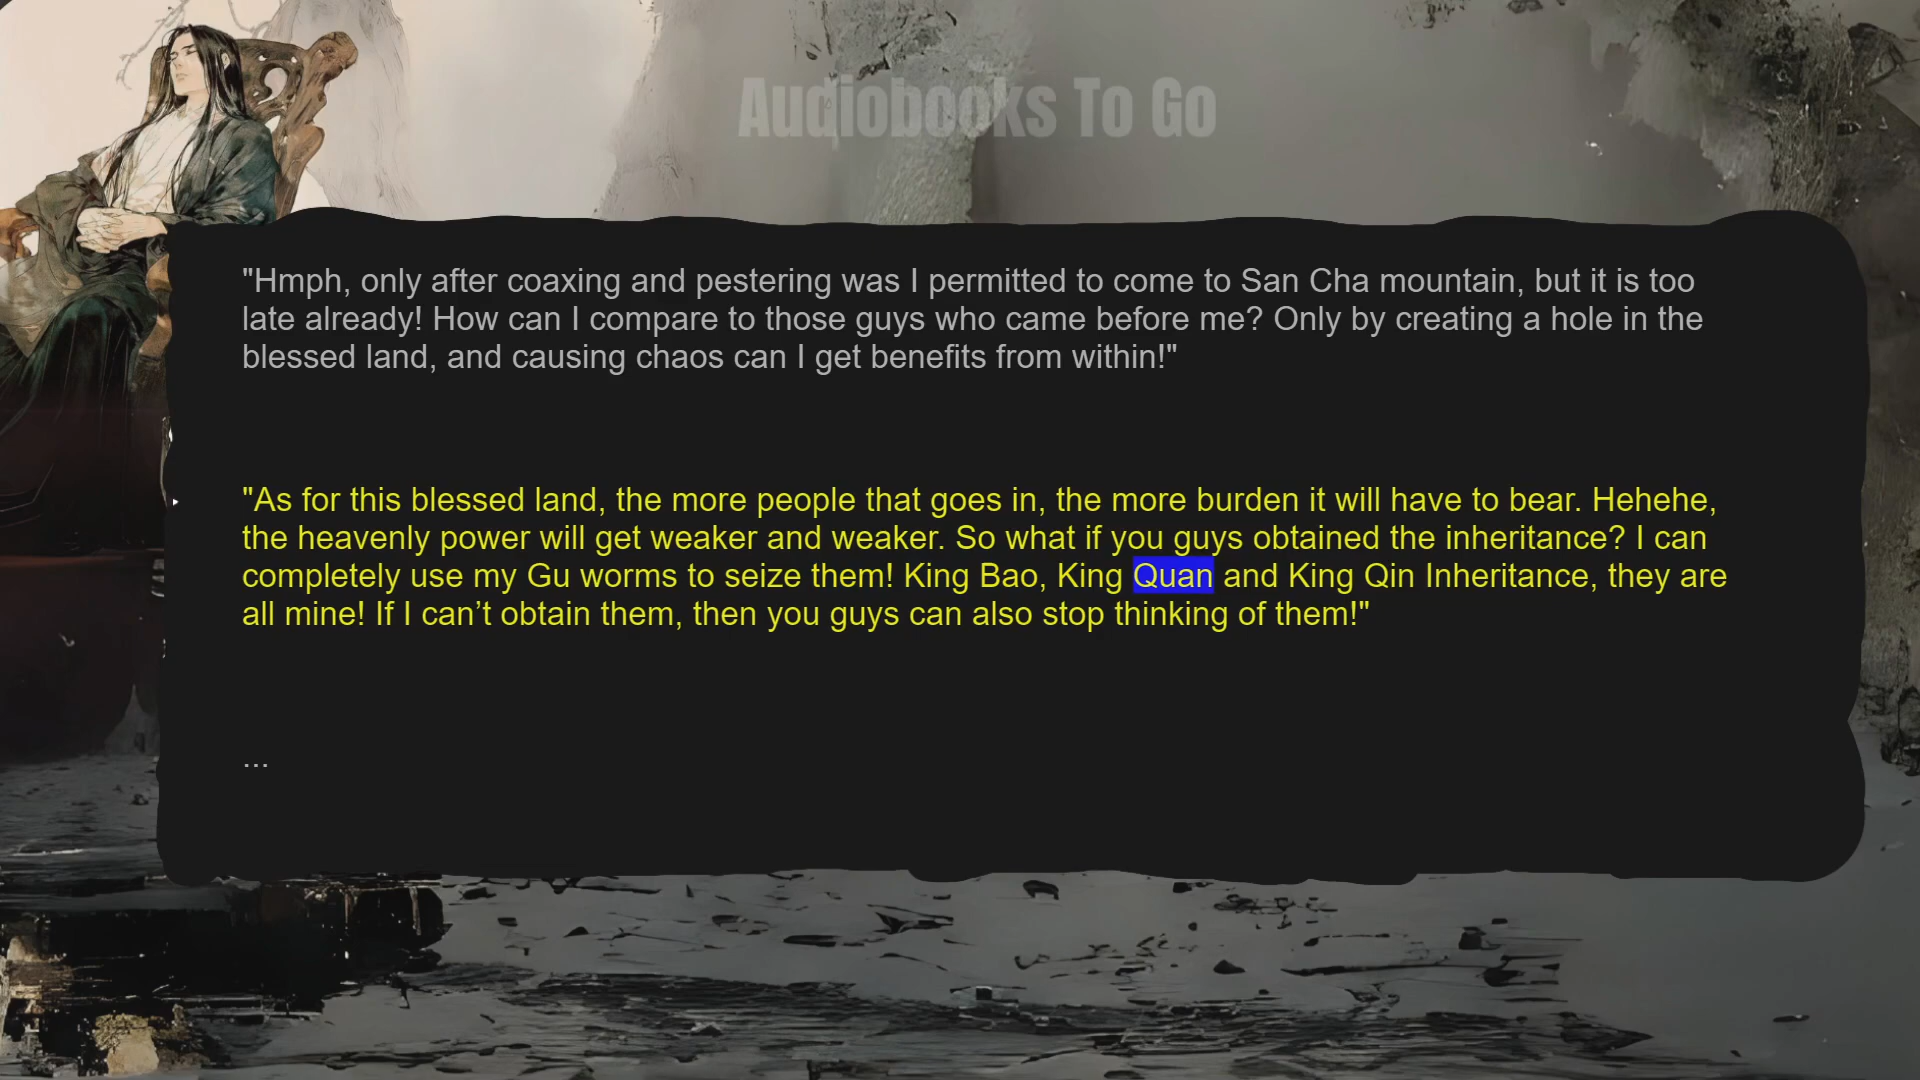 Audiobooks To Go
"Hmph, only after coaxing and pestering was I permitted to come to San Cha mountain, but it is too
late already! How can I compare to those guys who came before me? Only by creating a hole in the
blessed land, and causing chaos can I get benefits from within!"
"As for this blessed land, the more people that goes in, the more burden it will have to bear. Hehehe,
the heavenly power will get weaker and weaker. So what if you guys obtained the inheritance? I can
completely use my Gu worms to seize them! King Bao, King Quan and King Qin Inheritance, they are
all mine! If I can’t obtain them, then you guys can also stop thinking of them!"
...